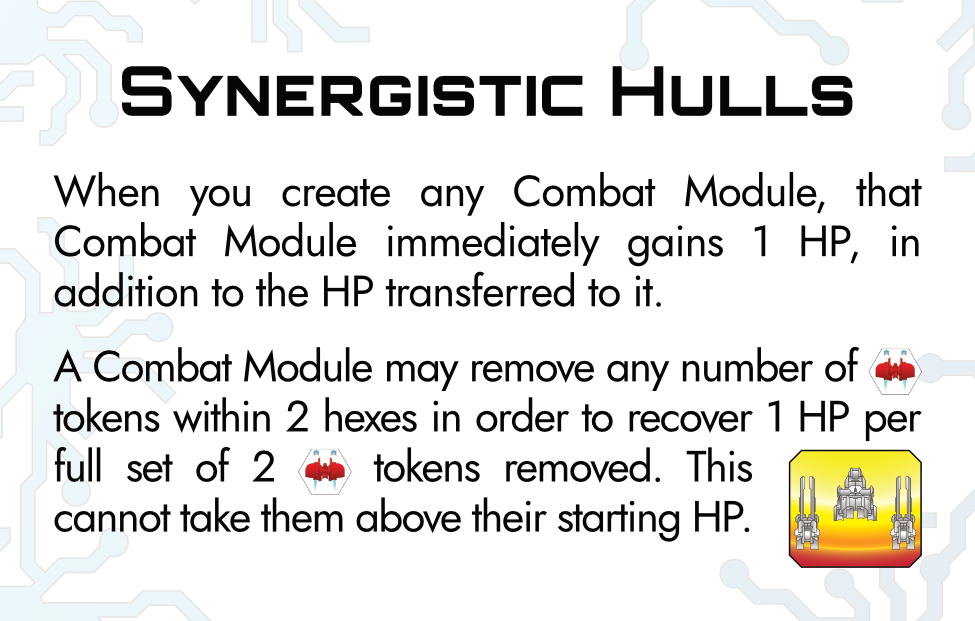 Synergistic Hulls
When you create any Combat Module, that
Combat Module immediately gains 1 HP, in
addition to the HP transferred to it.
A Combat Module may remove any number of
tokens within 2 hexes in order to recover 1 HP per
full set of 2 tokens removed. This
cannot take them above their starting HP.